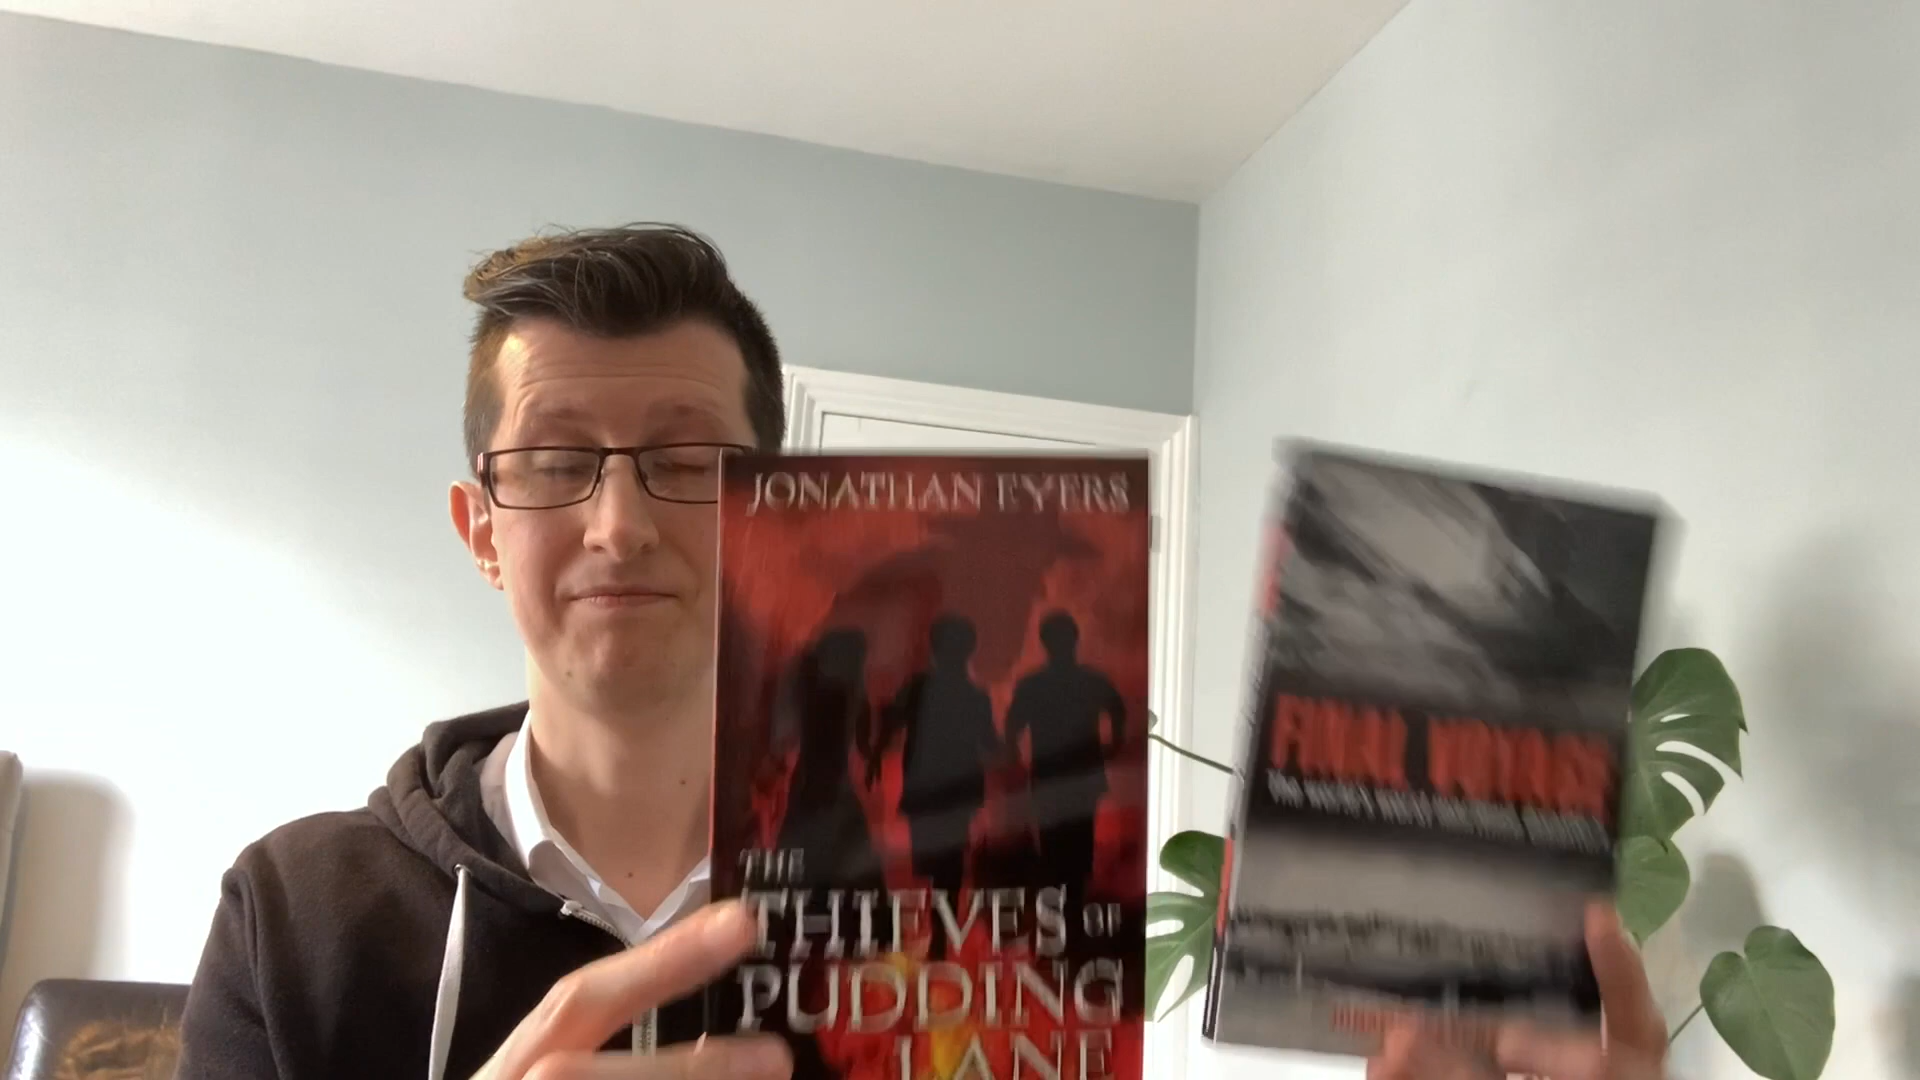 JONATHAN EYERS
THE
THIEVES OF
PUDDING
LANE
FINAL VOYAGE